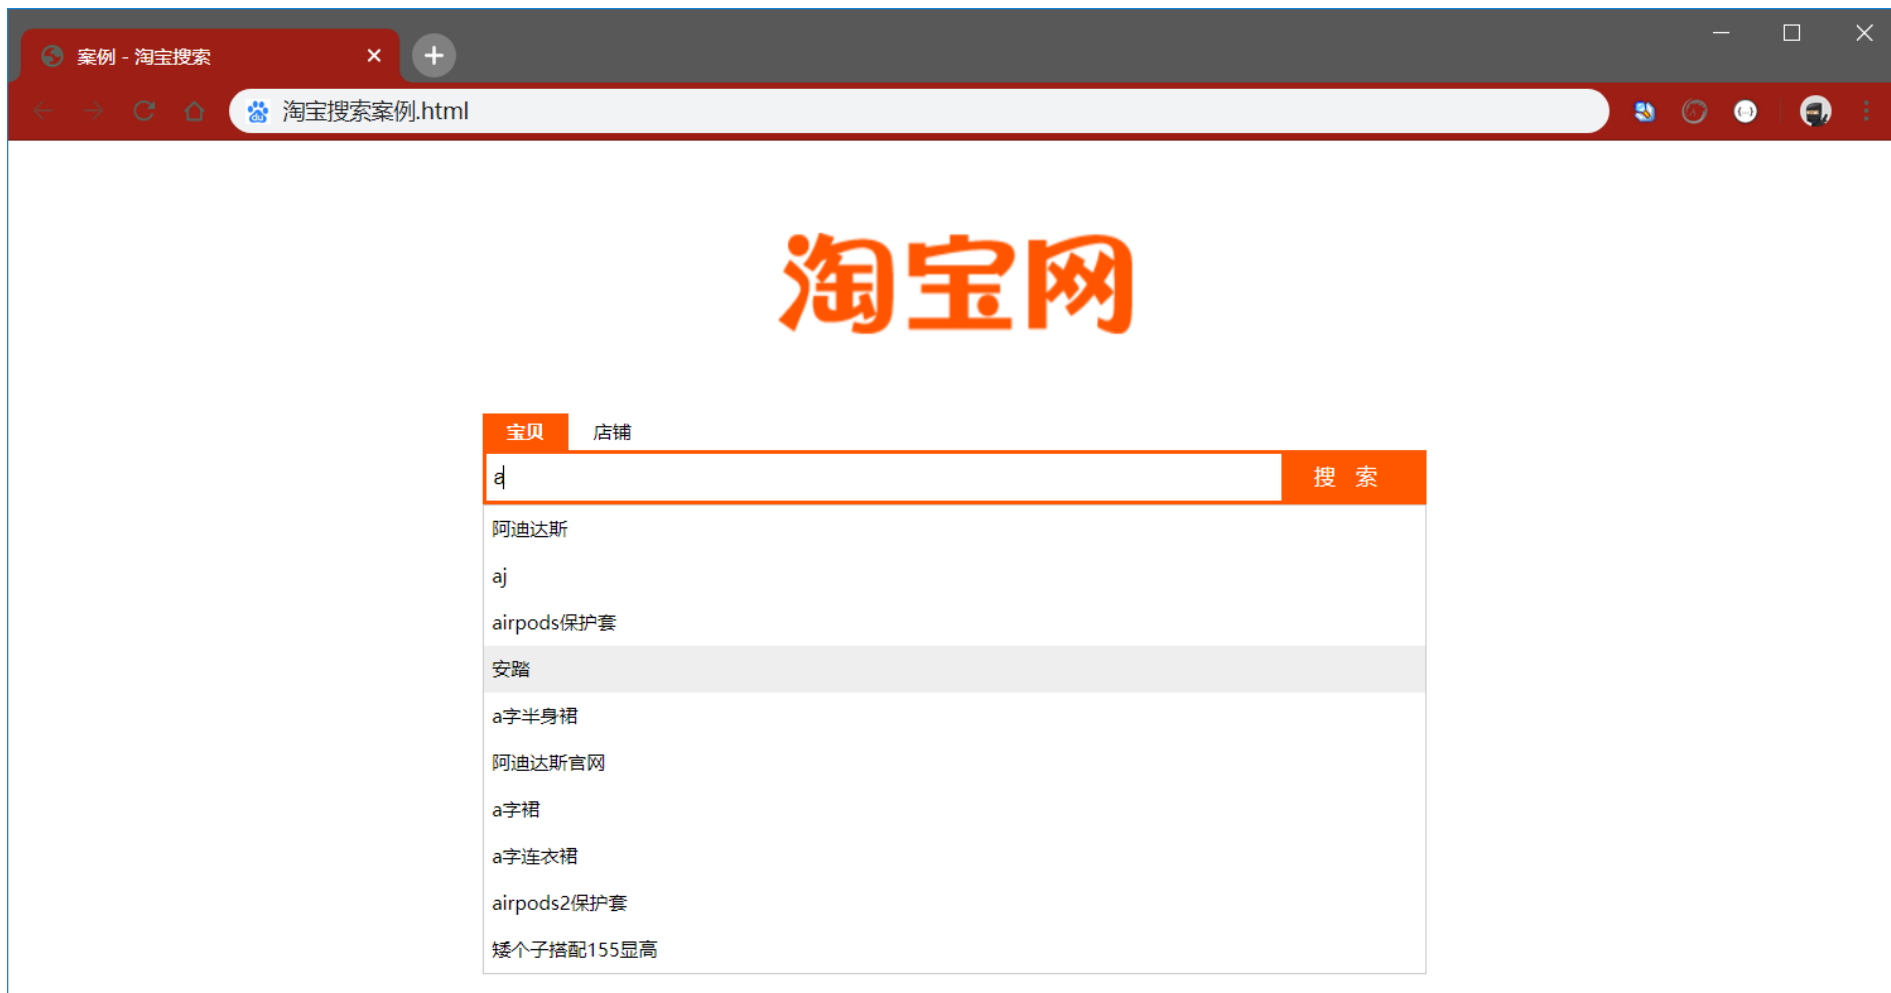 案例 - 淘宝搜索
淘宝搜索案例.html
淘宝网
宝贝 店铺
a 搜 索
阿迪达斯
aj
airpods保护套
安踏
a字半身裙
阿迪达斯官网
a字裙
a字连衣裙
airpods2保护套
矮个子搭配155显高